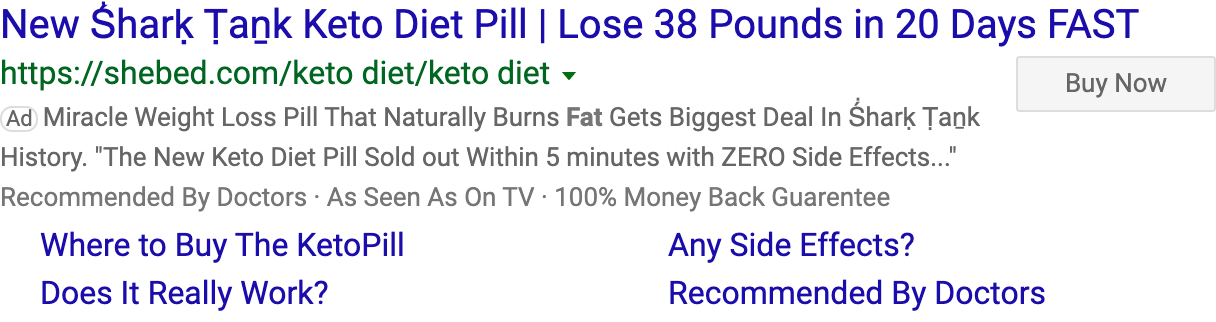 New Ṥharḳ Ṭaṉk Keto Diet Pill | Lose 38 Pounds in 20 Days FAST
https://shebed.com/keto diet/keto diet
Buy Now
Ad Miracle Weight Loss Pill That Naturally Burns Fat Gets Biggest Deal In Ṥharḳ Ṭaṉk
History. "The New Keto Diet Pill Sold out Within 5 minutes with ZERO Side Effects..."
Recommended By Doctors · As Seen As On TV · 100% Money Back Guarentee
Where to Buy The KetoPill
Any Side Effects?
Does It Really Work?
Recommended By Doctors